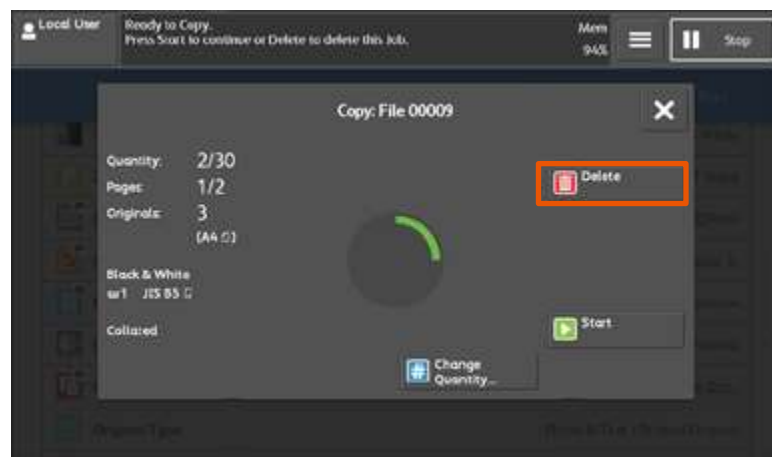 Local User
Ready to Copy.
Press Start to continue or Delete to delete this Job.
Mem
94%
Stop
Copy: File 00009
Quantity: 2/30
Pages: 1/2
Originals: 3
(A4)
Delete
Black & White
JIS B5
Collated
Start
Change
Quantity...
Original Type